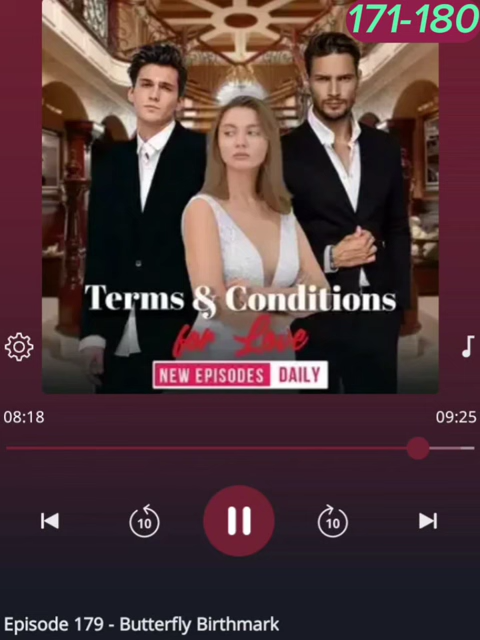 171-180
Terms & Conditions
for Love
NEW EPISODES DAILY
08:18
09:25
10
10
Episode 179 - Butterfly Birthmark